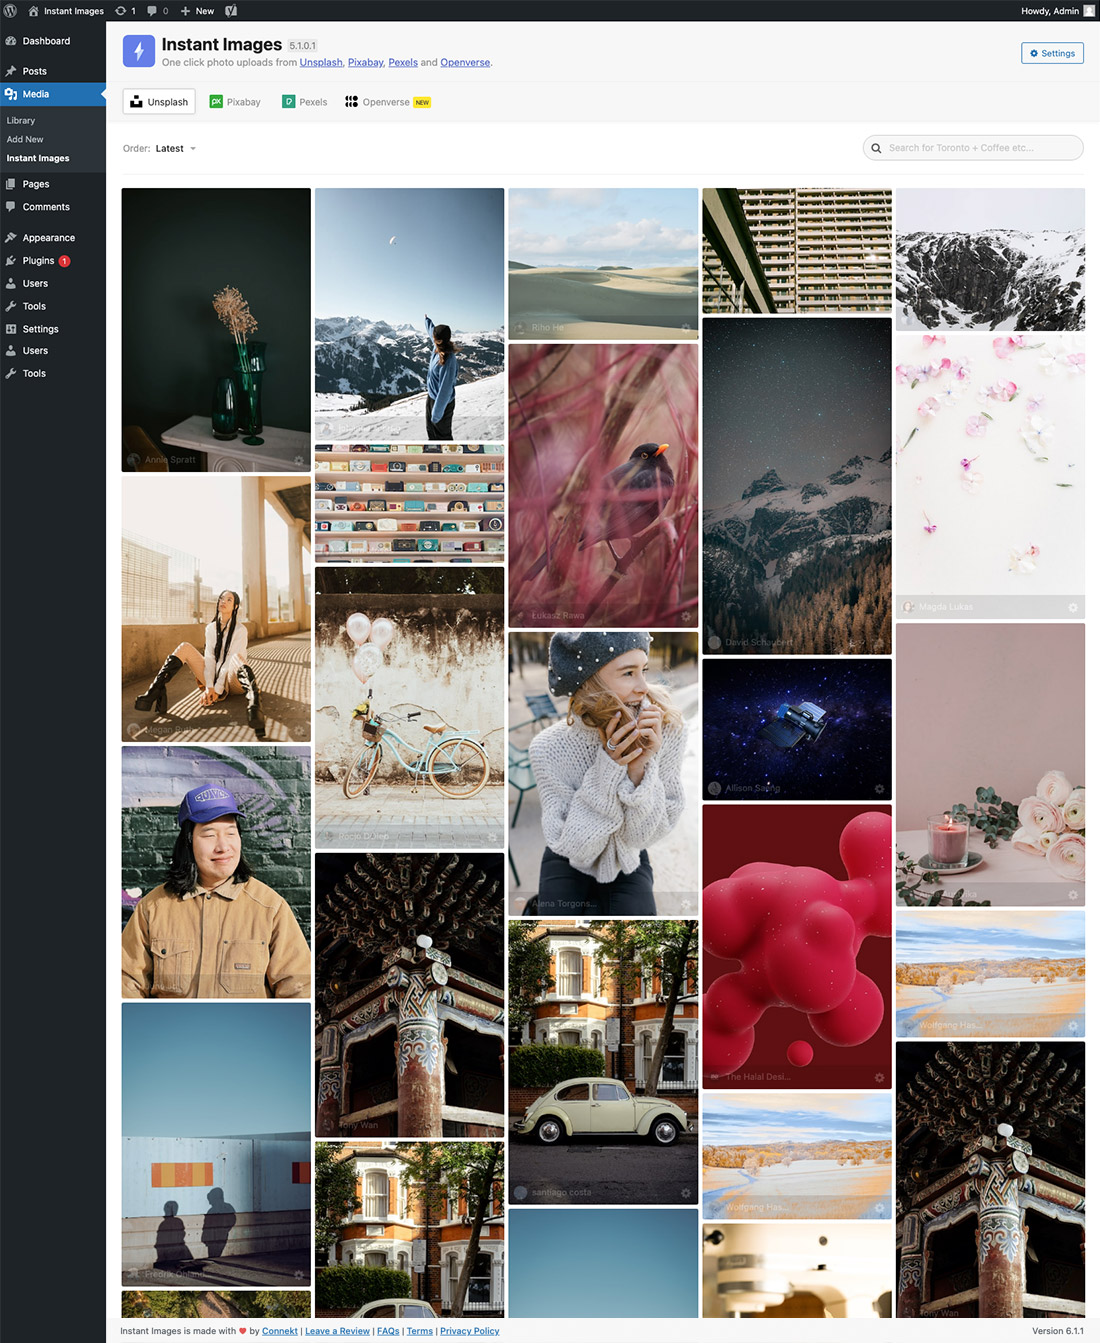 Instant Images 1 0 New Howdy, Admin
Dashboard
Posts
Media
Library
Add New
Instant Images
Pages
Comments
Appearance
Plugins 1
Users
Tools
Settings
Users
Tools
Instant Images 5.1.0.1
One click photo uploads from Unsplash, Pixabay, Pexels and Openverse.
Settings
Unsplash Pixabay Pexels Openverse NEW
Order: Latest
Search for Toronto + Coffee etc...
Riho He
Annie Spratt
Łukasz Rawa
Magda Lukas
David Schaubert
Allison Saeng
QUIVER
Alena Torgons...
Wolfgang Has...
The Halal Desi...
Tony Wan
santiago costa
Wolfgang Has...
Fredrik Öhland
Tony Wan
Instant Images is made with ♥ by Connekt | Leave a Review | FAQs | Terms | Privacy Policy
Version 6.1.1